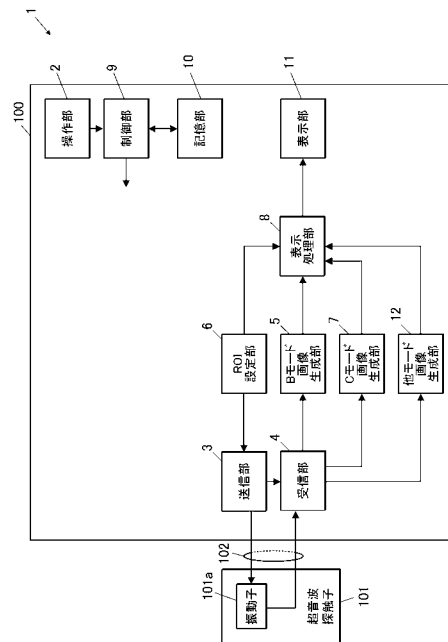 1
100
2
操作部
9
制御部
10
記憶部
11
表示部
8
表示
処理部
6
ROI
設定部
5
Bモード
画像
生成部
7
Cモード
画像
生成部
12
他モード
画像
生成部
3
送信部
4
受信部
102
101a
振動子
超音波
探触子
101